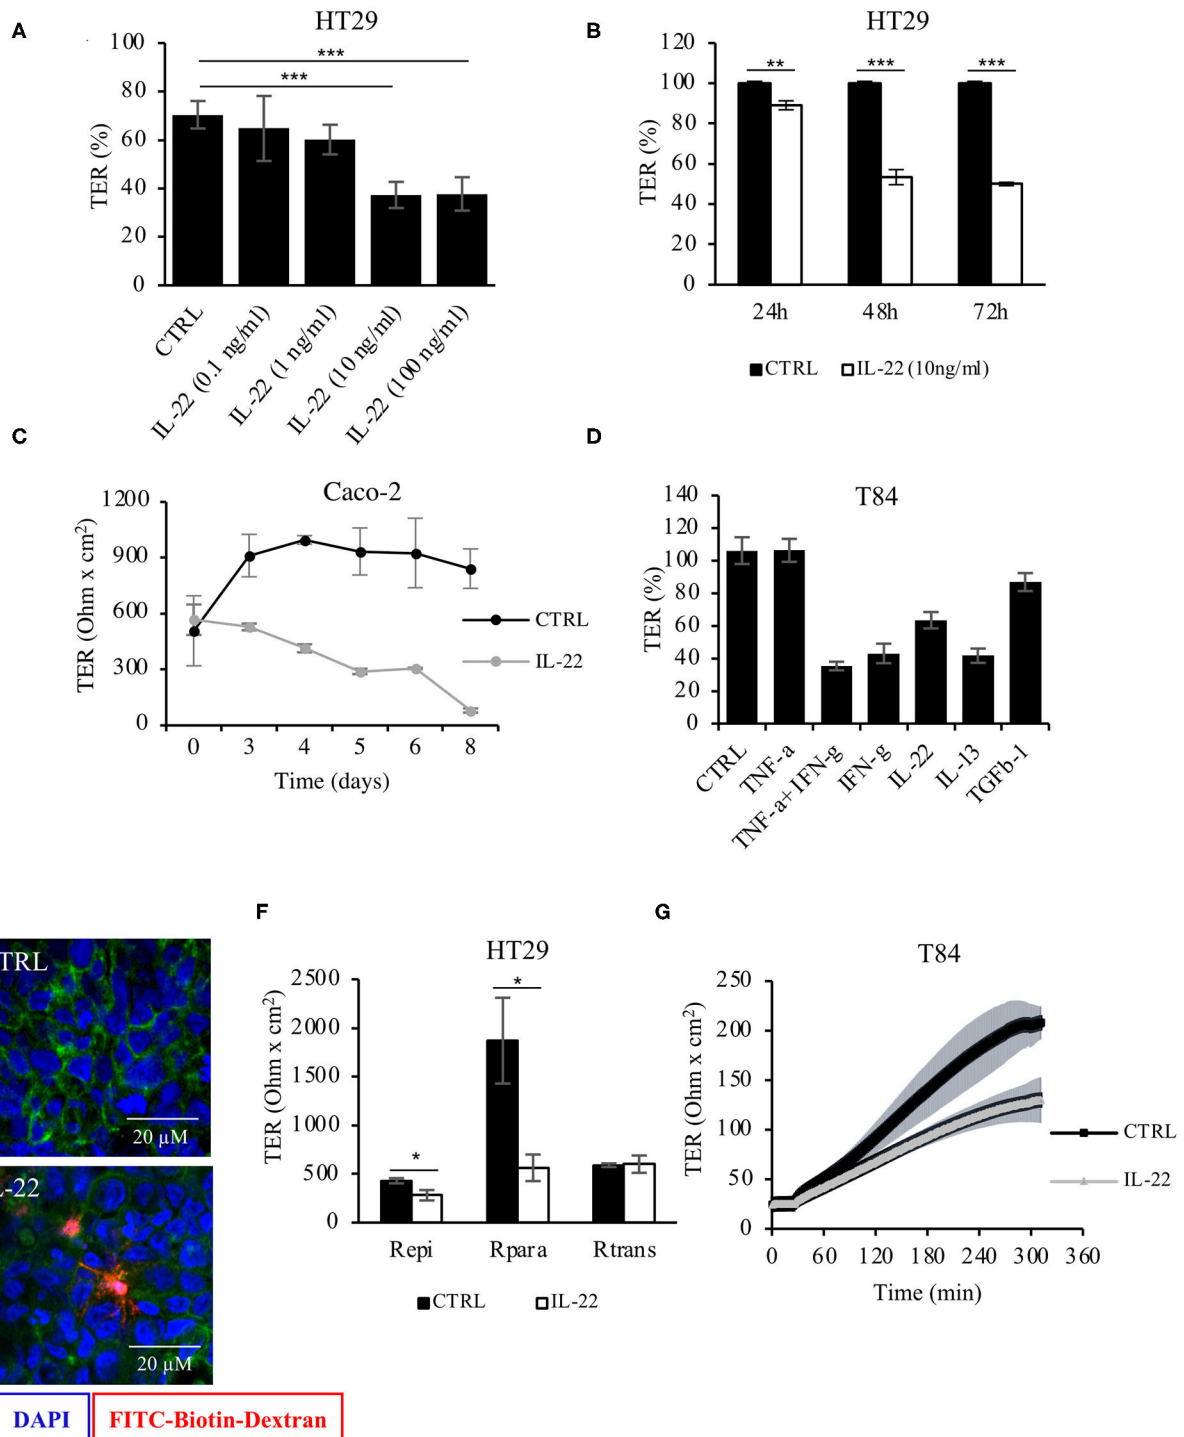 A
HT29
TER (%)
100
80
60
40
20
0
***
***
CTRL
IL-22 (0.1 ng/ml)
IL-22 (1 ng/ml)
IL-22 (10 ng/ml)
IL-22 (100 ng/ml)
B
HT29
TER (%)
120
100
80
60
40
20
0
**
***
***
24h
48h
72h
CTRL
IL-22 (10ng/ml)
C
Caco-2
TER (Ohm x cm²)
1200
900
600
300
0
0 3 4 5 6 8
Time (days)
CTRL
IL-22
D
T84
TER (%)
140
120
100
80
60
40
20
0
CTRL
TNF-a
TNF-a+ IFN-g
IFN-g
IL-22
IL-13
TGFb-1
TRL
20 µM
-22
20 µM
DAPI
FITC-Biotin-Dextran
F
HT29
TER (Ohm x cm²)
2500
2000
1500
1000
500
0
*
*
Repi
Rpara
Rtrans
CTRL
IL-22
G
T84
TER (Ohm x cm²)
250
200
150
100
50
0
0 60 120 180 240 300 360
Time (min)
CTRL
IL-22